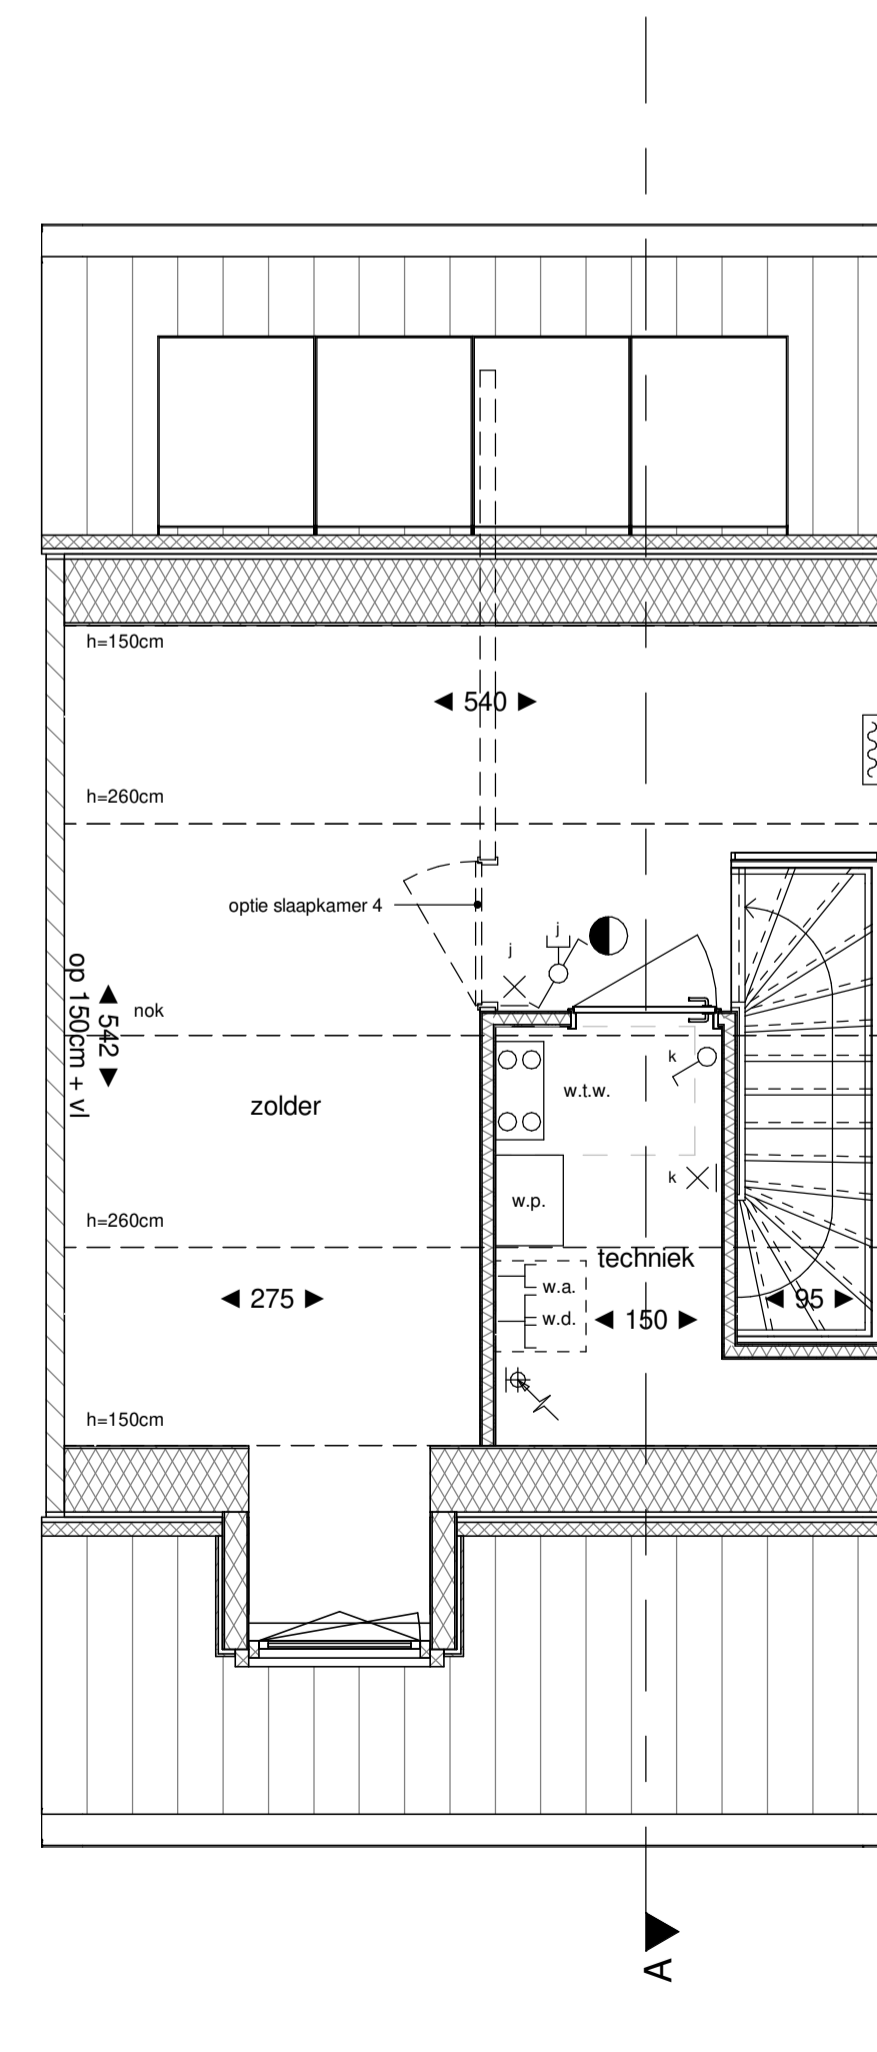 h=150cm
540
h=260cm
optie slaapkamer 4
j
j
nok
op 150cm + vl
542
k
w.t.w.
zolder
k
w.p.
h=260cm
techniek
275
w.a.
w.d.
150
95
h=150cm
A